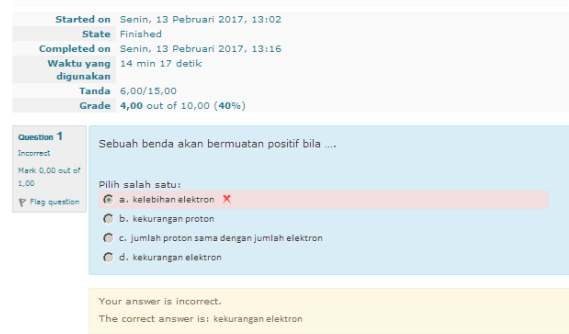 Started on Senin, 13 Pebruari 2017, 13:02
State Finished
Completed on Senin, 13 Pebruari 2017, 13:16
Waktu yang digunakan 14 min 17 detik
Tanda 6,00/15,00
Grade 4,00 out of 10,00 (40%)
Question 1
Incorrect
Mark 0,00 out of
1,00
Flag question
Sebuah benda akan bermuatan positif bila ....
Pilih salah satu:
a. kelebihan elektron
b. kekurangan proton
c. jumlah proton sama dengan jumlah elektron
d. kekurangan elektron
Your answer is incorrect.
The correct answer is: kekurangan elektron